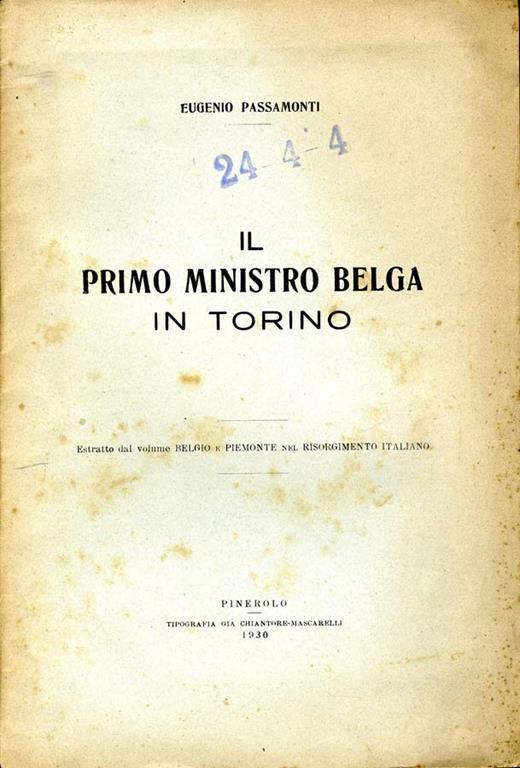 EUGENIO PASSAMONTI
24-4-4
IL
PRIMO MINISTRO BELGA
IN TORINO
Estratto dal volume BELGIO E PIEMONTE NEL RISORGIMENTO ITALIANO
PINEROLO
TIPOGRAFIA GIÀ CHIANTORE-MASCARELLI
1930